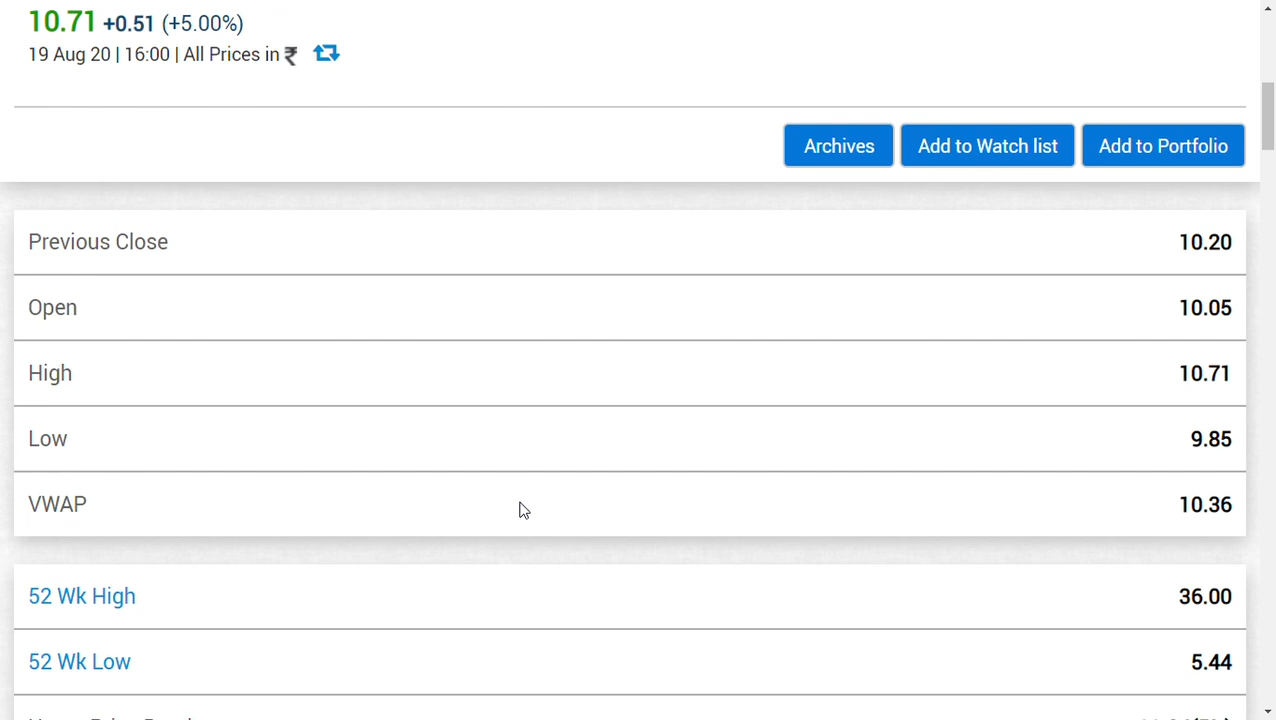 10.71 +0.51 (+5.00%)
19 Aug 20 | 16:00 | All Prices in ₹
Archives Add to Watch list Add to Portfolio
Previous Close 10.20
Open 10.05
High 10.71
Low 9.85
VWAP 10.36
52 Wk High 36.00
52 Wk Low 5.44